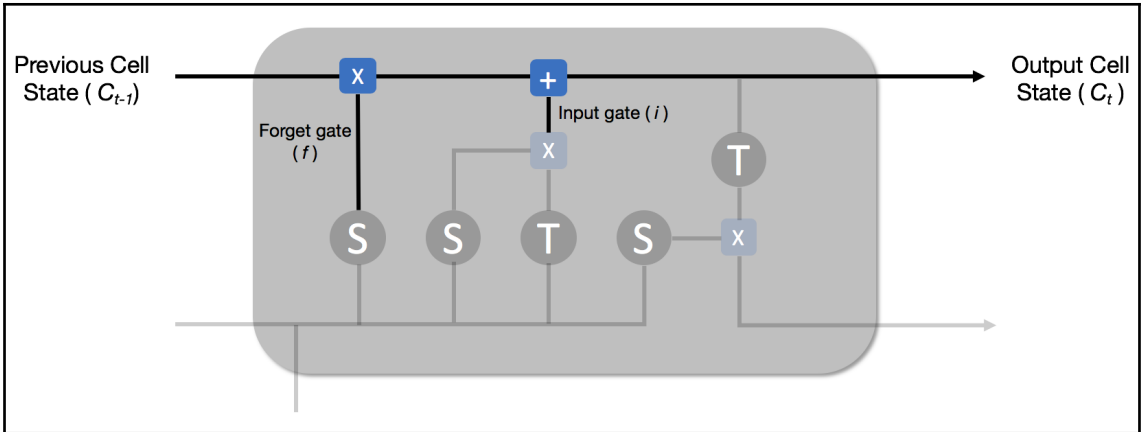 Previous Cell
State ( Cₜ₋₁)
X
+
Output Cell
State ( Cₜ )
Forget gate
( f )
Input gate ( i )
X
T
S
S
T
S
X